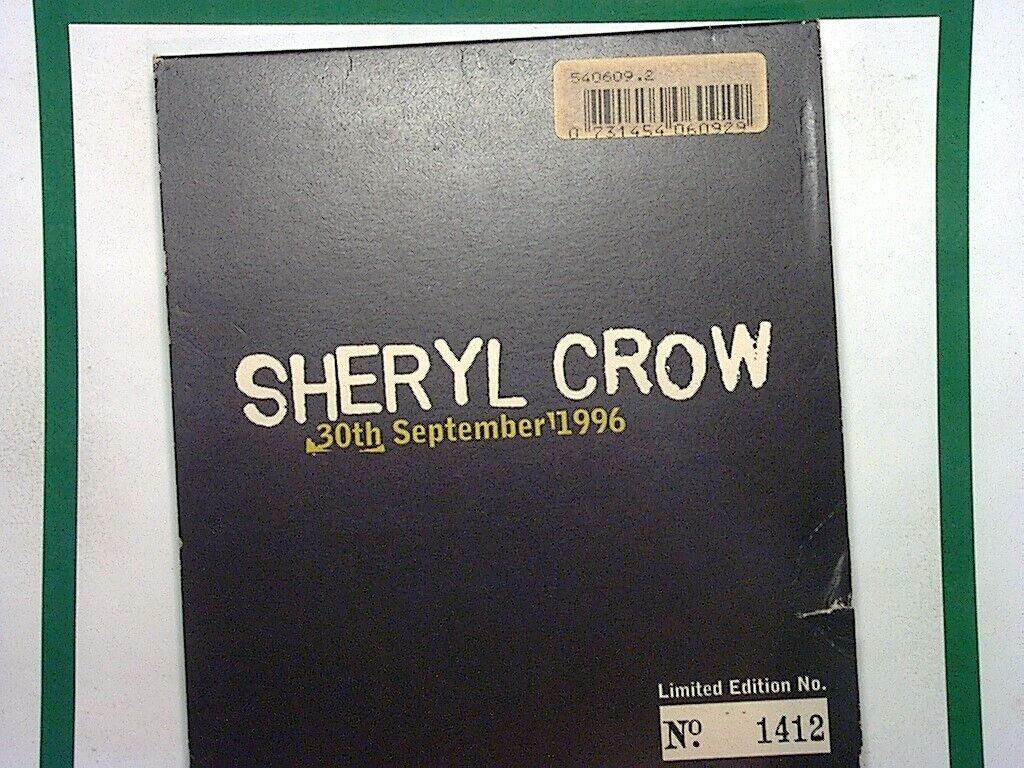 540609.2
0 731454 060929
SHERYL CROW
30th September 1996
Limited Edition No.
Nº. 1412